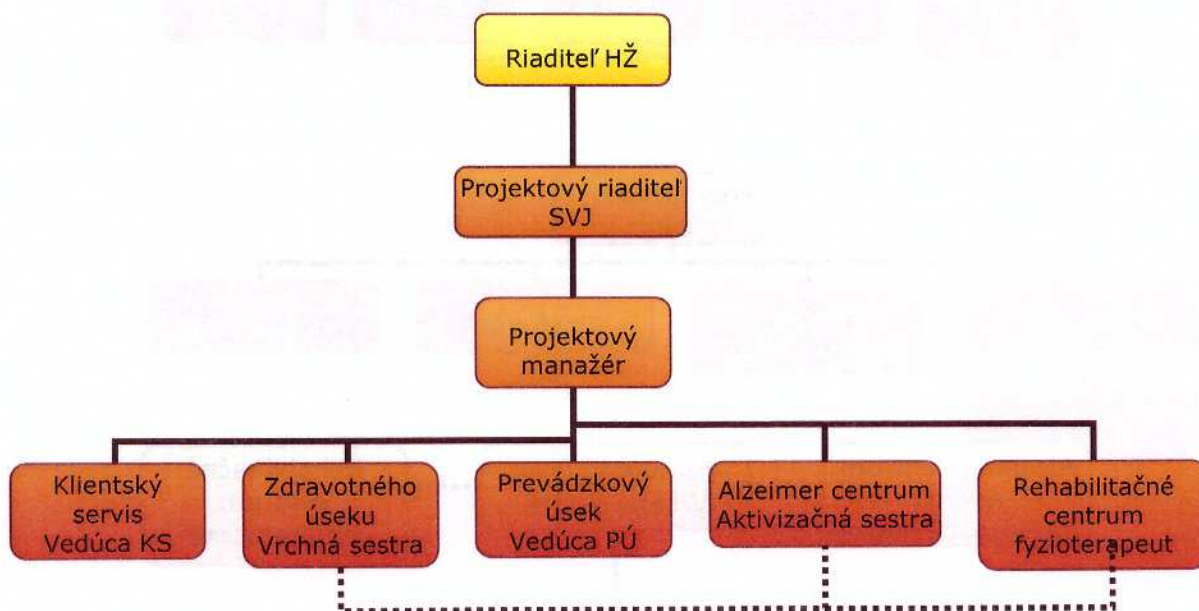 Riaditeľ HŽ
Projektový riaditeľ
SVJ
Projektový
manažér
Klientský
servis
Vedúca KS
Zdravotného
úseku
Vrchná sestra
Prevádzkový
úsek
Vedúca PÚ
Alzeimer centrum
Aktivizačná sestra
Rehabilitačné
centrum
fyzioterapeut